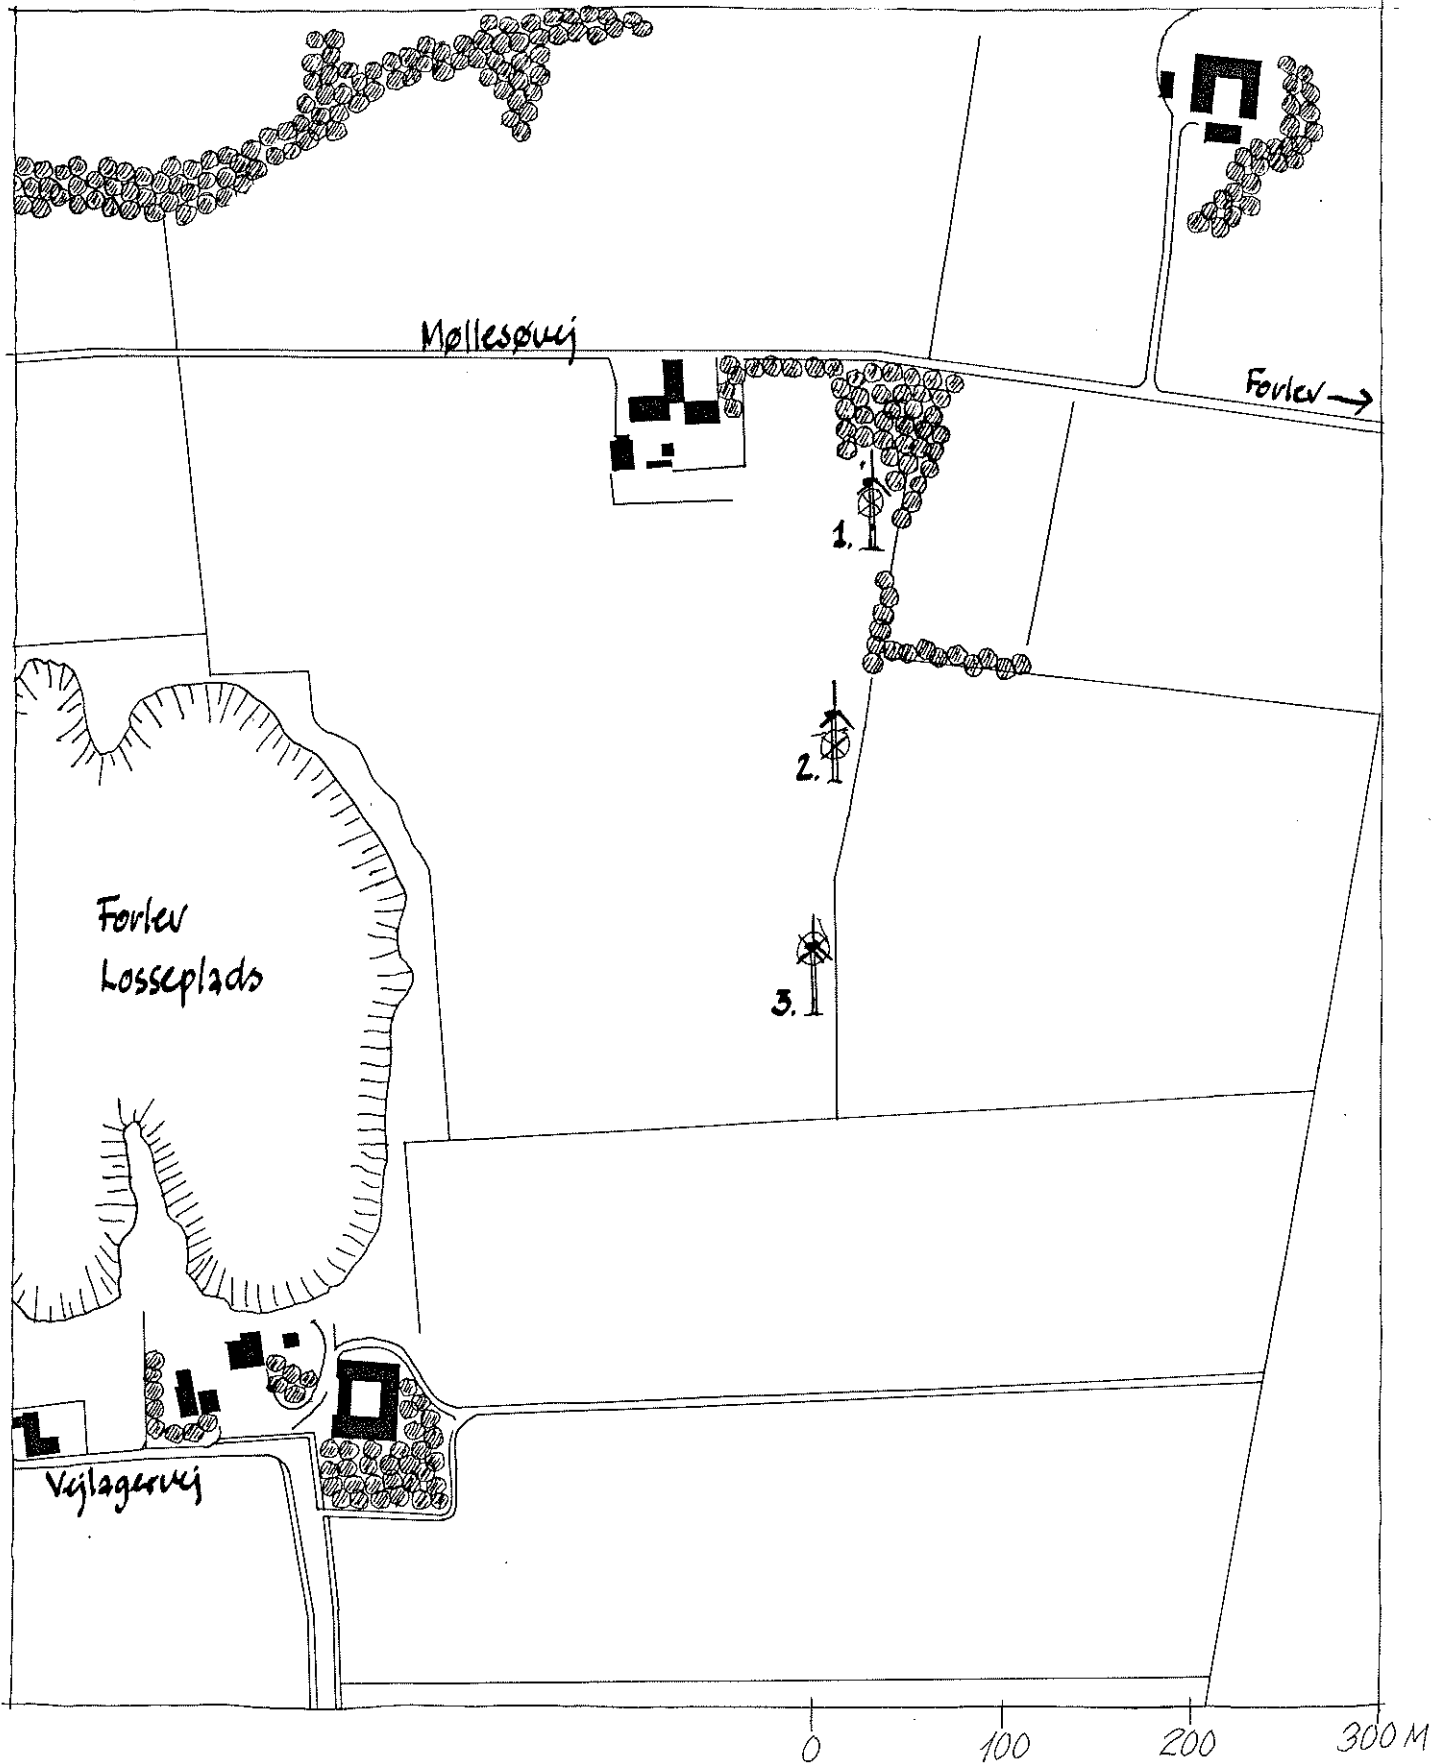 Møllesøvej
Forlev →
1.
2.
Forlev
Losseplads
3.
Vejlagervej
0 100 200 300 M